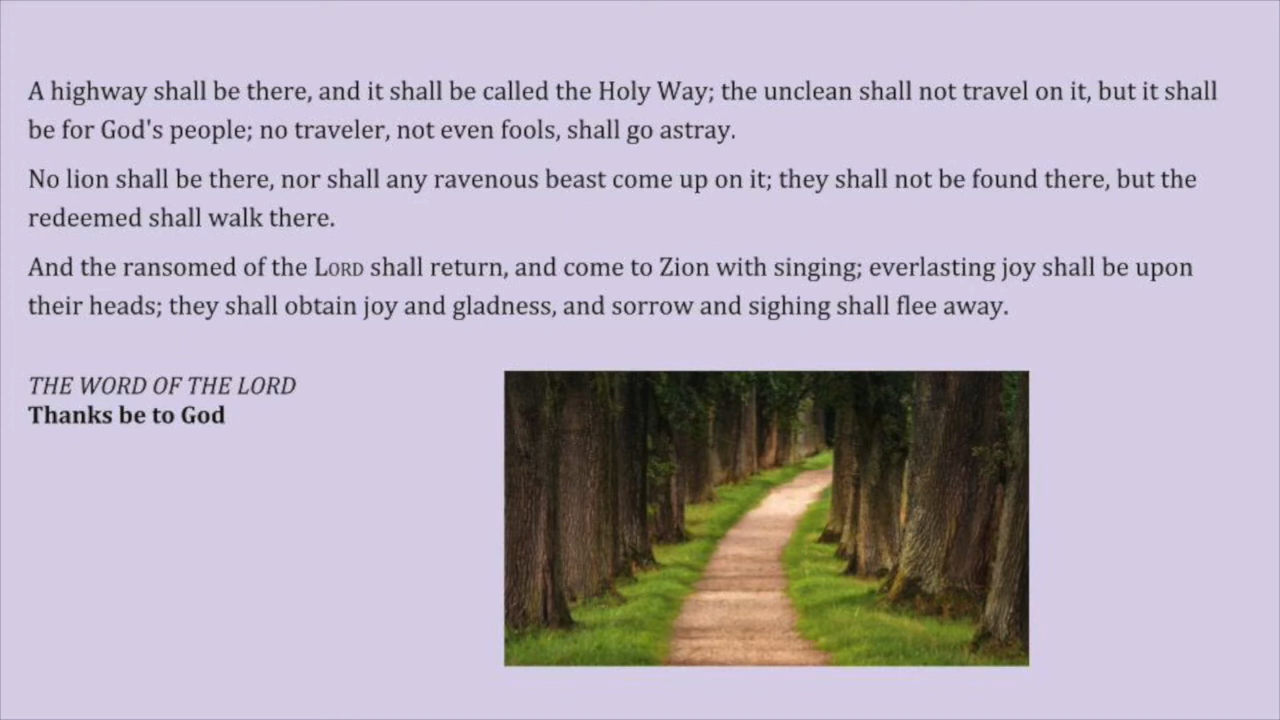 A highway shall be there, and it shall be called the Holy Way; the unclean shall not travel on it, but it shall
be for God's people; no traveler, not even fools, shall go astray.
No lion shall be there, nor shall any ravenous beast come up on it; they shall not be found there, but the
redeemed shall walk there.
And the ransomed of the LORD shall return, and come to Zion with singing; everlasting joy shall be upon
their heads; they shall obtain joy and gladness, and sorrow and sighing shall flee away.
THE WORD OF THE LORD
Thanks be to God